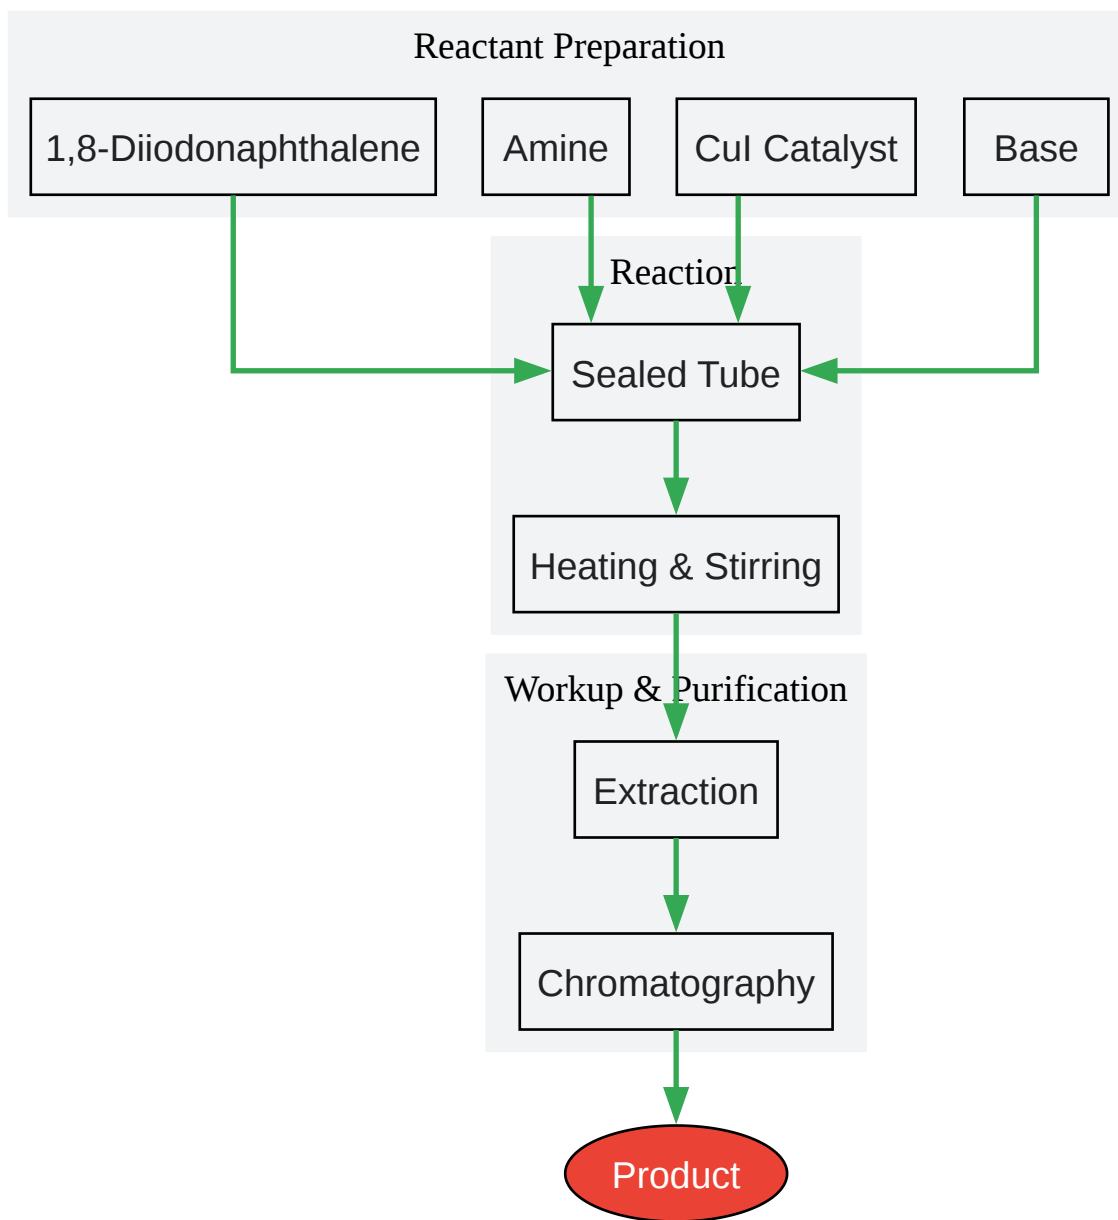 Reactant Preparation
1,8-Diiodonaphthalene
Amine
CuI Catalyst
Base
Reaction
Sealed Tube
Heating & Stirring
Workup & Purification
Extraction
Chromatography
Product